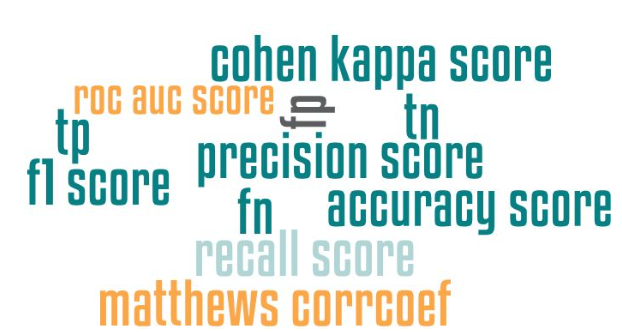 cohen kappa score
roc auc score
fp
tn
tp
precision score
f1 score
fn
accuracy score
recall score
matthews corrcoef